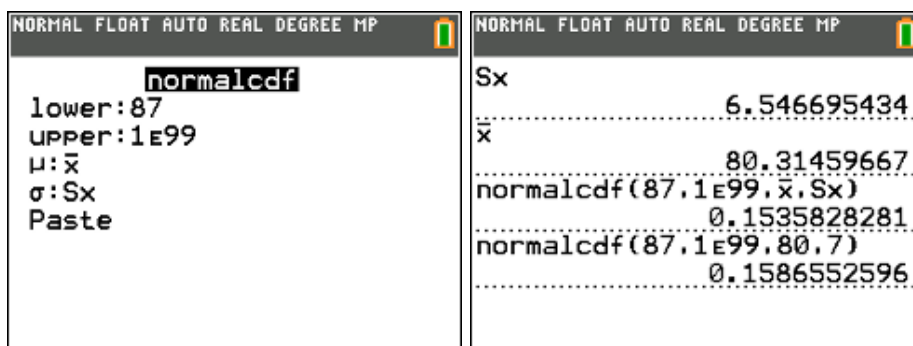 NORMAL FLOAT AUTO REAL DEGREE MP
normalcdf
lower:87
upper:1ᴇ99
μ:x̄
σ:Sx
Paste
NORMAL FLOAT AUTO REAL DEGREE MP
Sx
6.546695434
x̄
80.31459667
normalcdf(87,1ᴇ99,x̄,Sx)
0.1535828281
normalcdf(87,1ᴇ99,80,7)
0.1586552596